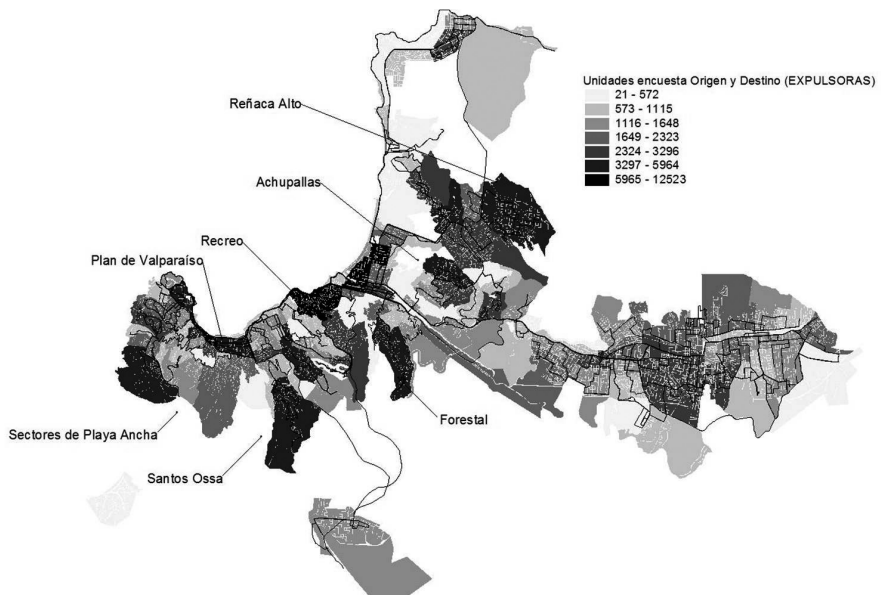 Unidades encuesta Origen y Destino (EXPULSORAS)
21 - 572
573 - 1115
1116 - 1648
1649 - 2323
2324 - 3296
3297 - 5964
5965 - 12523
Reñaca Alto
Achupallas
Recreo
Plan de Valparaíso
Forestal
Sectores de Playa Ancha
Santos Ossa